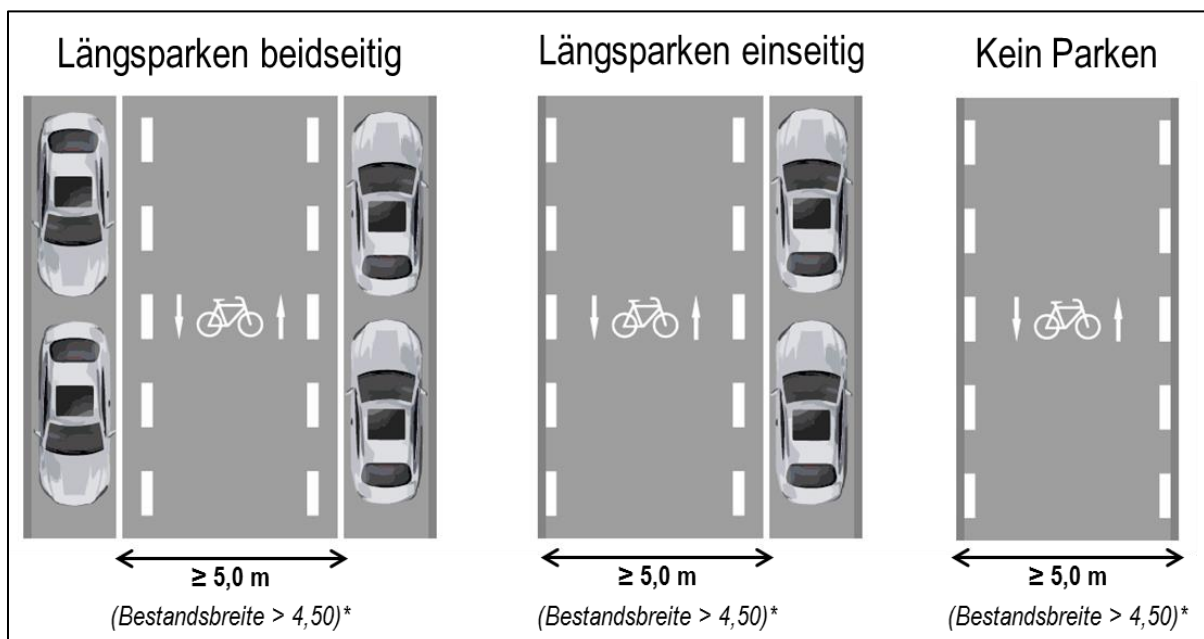 Längsparken beidseitig
≥ 5,0 m
(Bestandsbreite > 4,50)*
Längsparken einseitig
≥ 5,0 m
(Bestandsbreite > 4,50)*
Kein Parken
≥ 5,0 m
(Bestandsbreite > 4,50)*